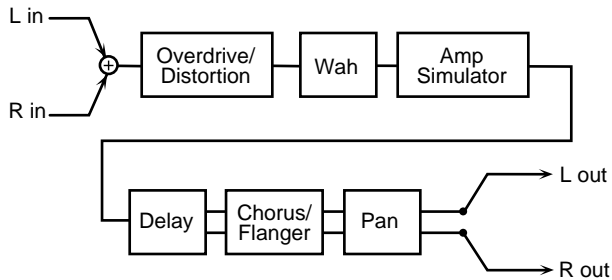 L in
R in
Overdrive/
Distortion
Wah
Amp
Simulator
Delay
Chorus/
Flanger
Pan
L out
R out